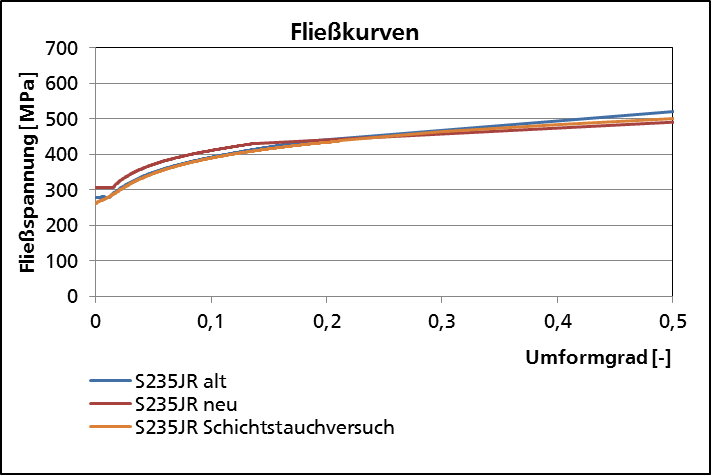 Fließkurven
Fließspannung [MPa]
700
600
500
400
300
200
100
0
0 0,1 0,2 0,3 0,4 0,5
Umformgrad [-]
S235JR alt
S235JR neu
S235JR Schichtstauchversuch